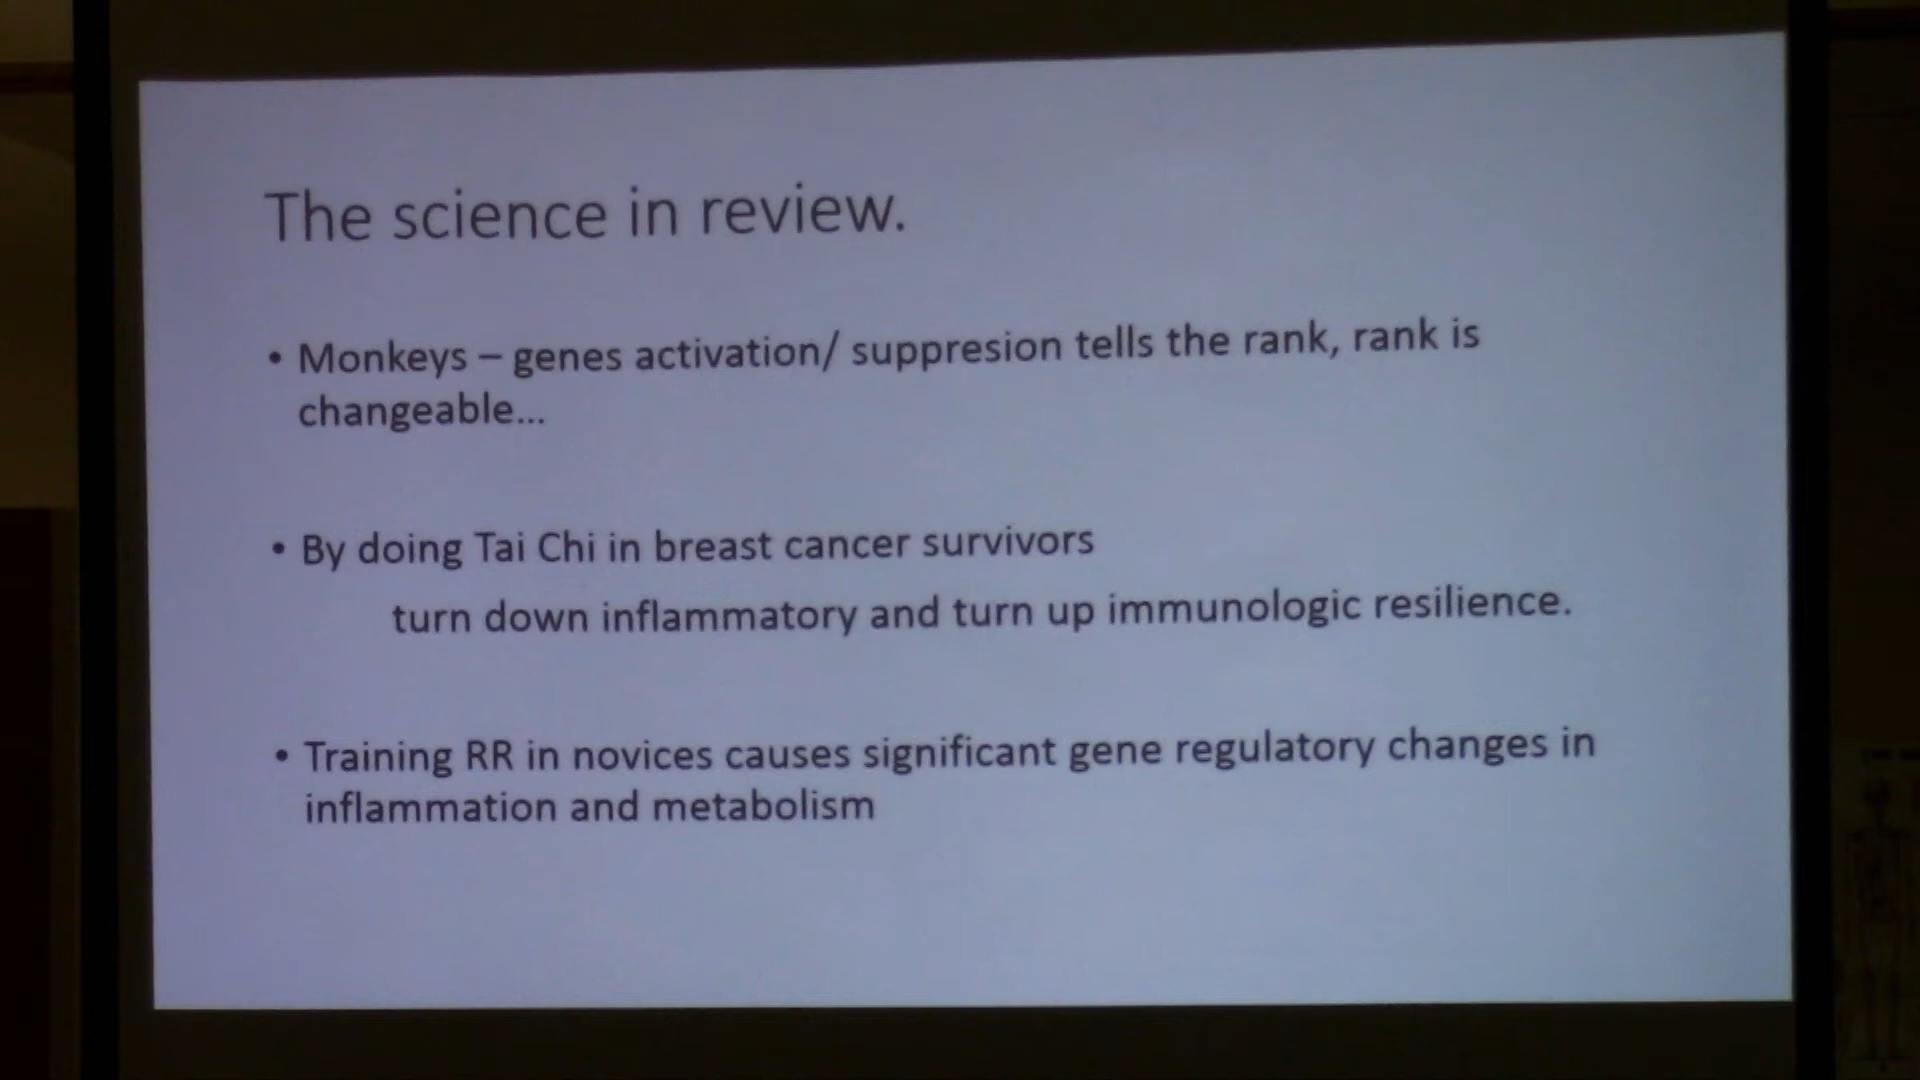 The science in review.
• Monkeys – genes activation/ suppresion tells the rank, rank is
changeable...
• By doing Tai Chi in breast cancer survivors
turn down inflammatory and turn up immunologic resilience.
• Training RR in novices causes significant gene regulatory changes in
inflammation and metabolism